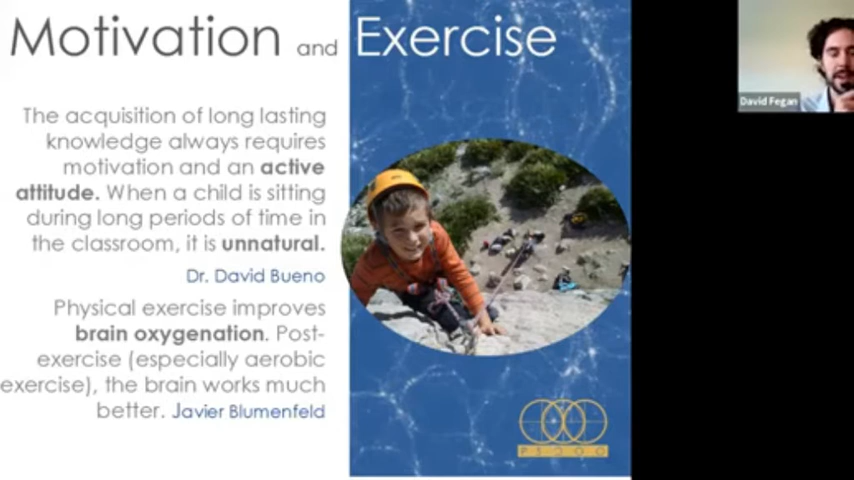 Motivation and Exercise
The acquisition of long lasting
knowledge always requires
motivation and an active
attitude. When a child is sitting
during long periods of time in
the classroom, it is unnatural.
Dr. David Bueno
Physical exercise improves
brain oxygenation. Post-
exercise (especially aerobic
exercise), the brain works much
better. Javier Blumenfeld
David Fegan